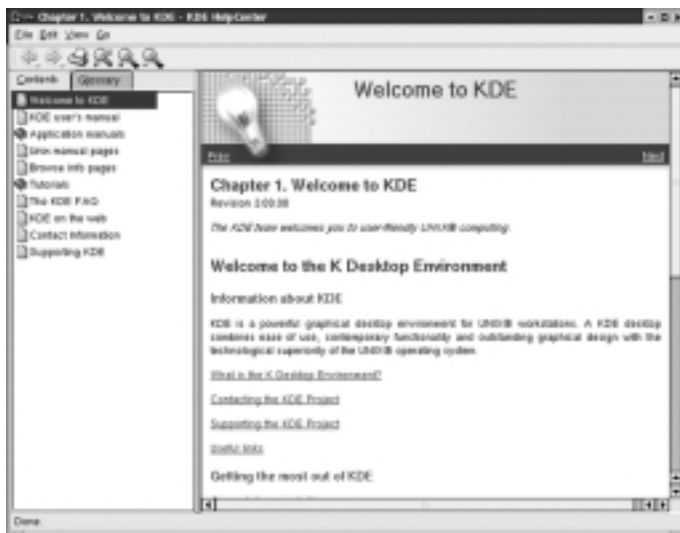 Chapter 1. Welcome to KDE - KDE HelpCenter
File Edit View Go
Contents Glossary
Welcome to KDE
KDE user's manual
Application manuals
Unix manual pages
Browse info pages
Tutorials
The KDE FAQ
KDE on the web
Contact Information
Supporting KDE
Welcome to KDE
Prev Next
Chapter 1. Welcome to KDE
Revision 3.00.00
The KDE team welcomes you to user-friendly UNIX® computing.
Welcome to the K Desktop Environment
Information about KDE
KDE is a powerful graphical desktop environment for UNIX® workstations. A KDE desktop
combines ease of use, contemporary functionality and outstanding graphical design with the
technological superiority of the UNIX® operating system.
What is the K Desktop Environment?
Contacting the KDE Project
Supporting the KDE Project
Useful links
Getting the most out of KDE
Done.